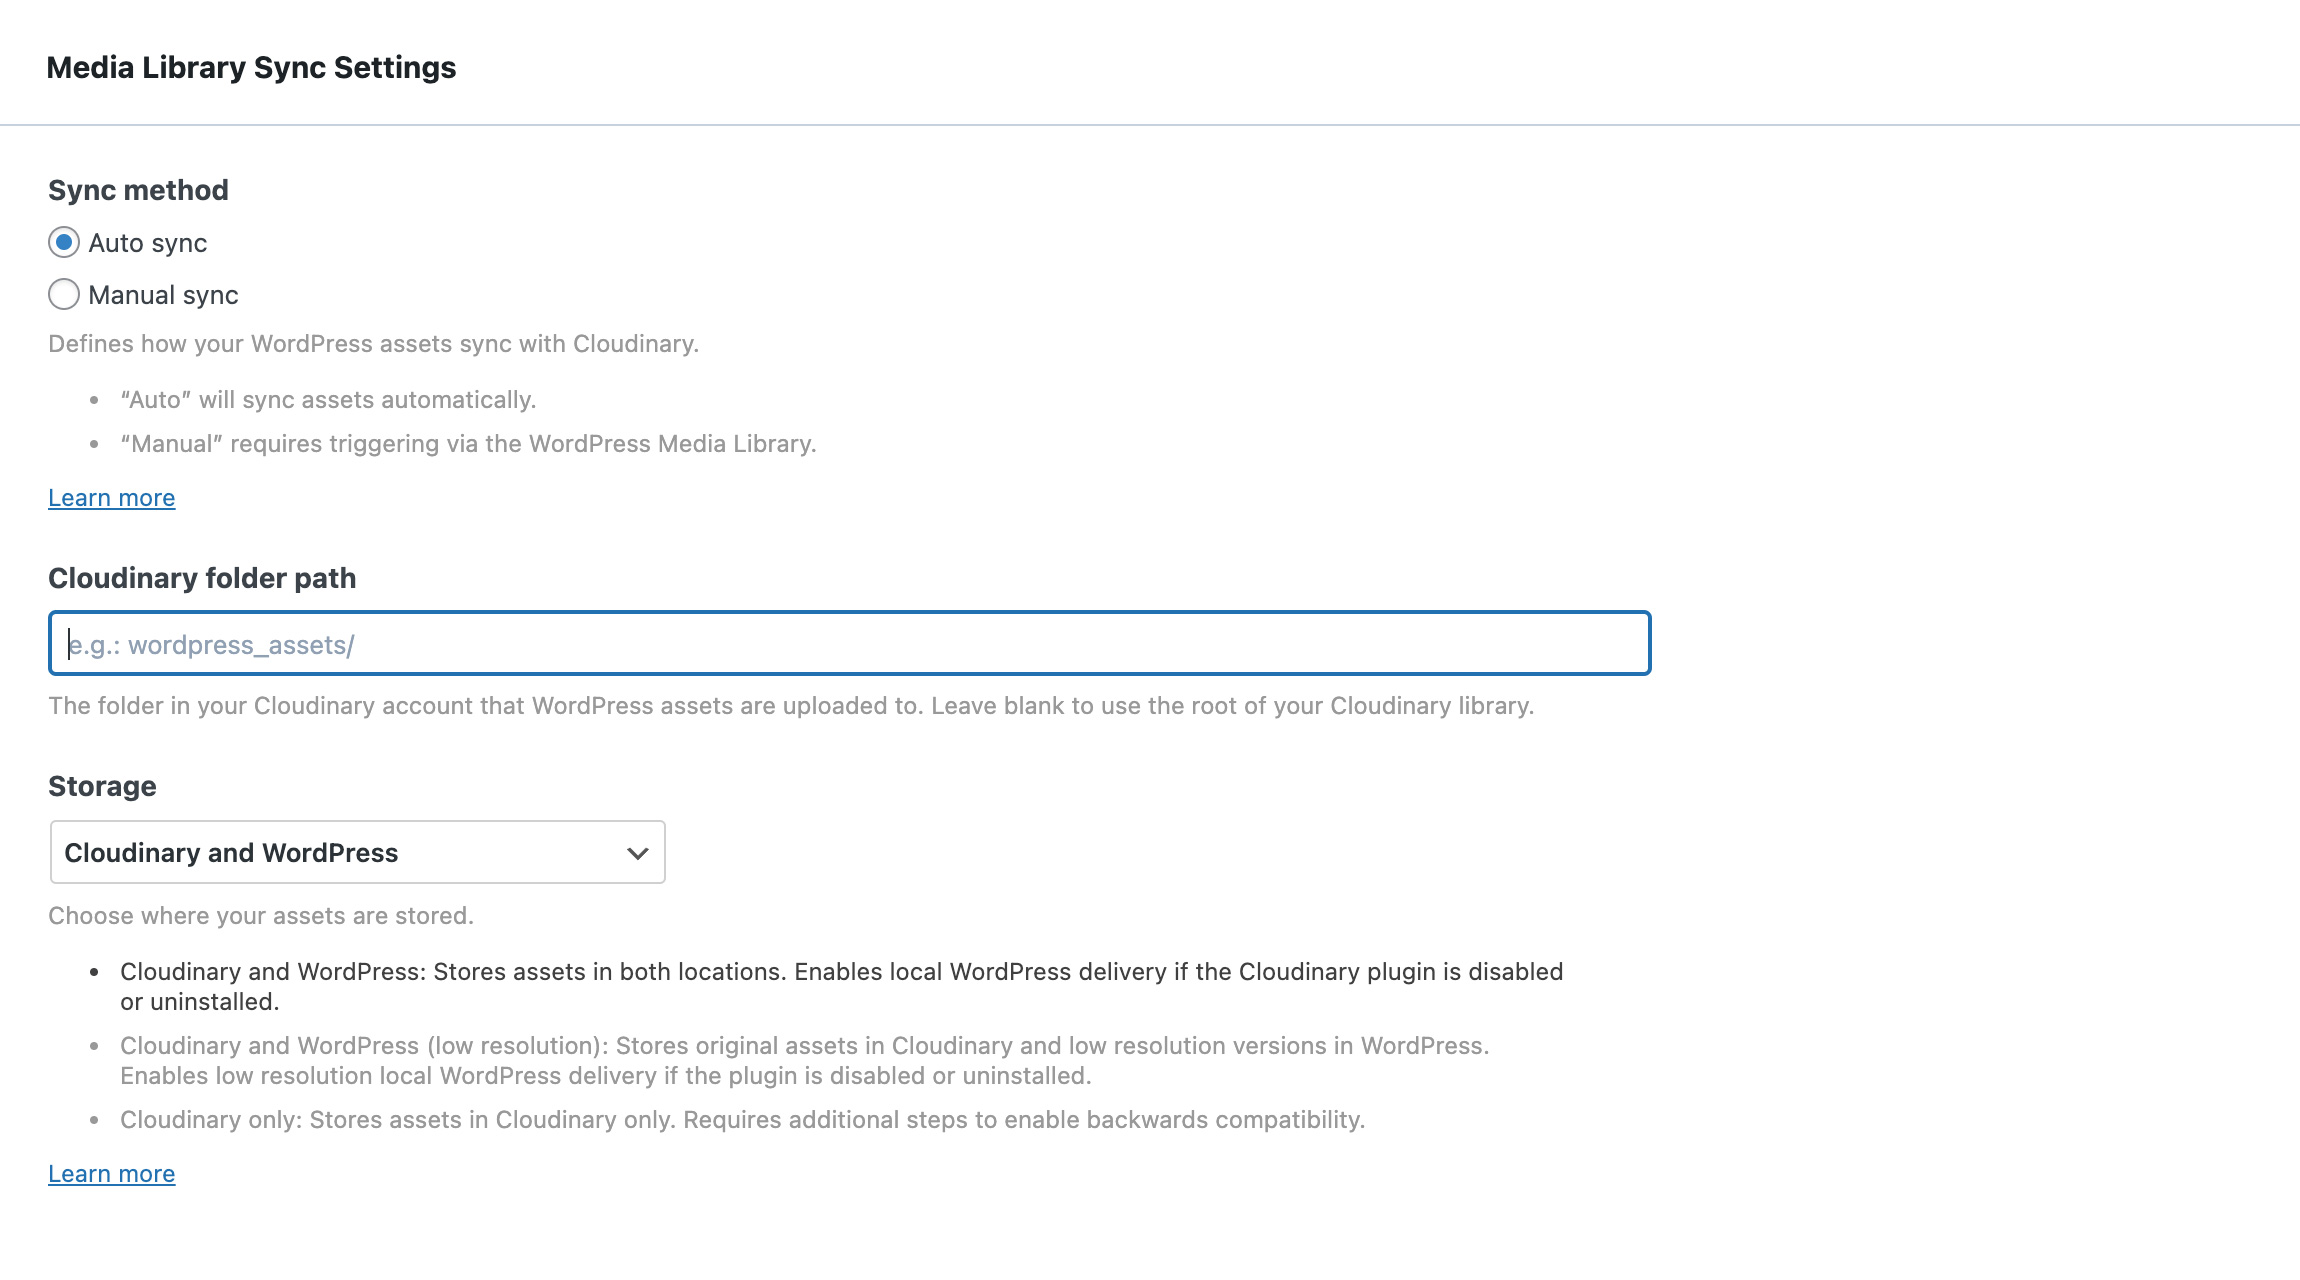 Media Library Sync Settings
Sync method
Auto sync
Manual sync
Defines how your WordPress assets sync with Cloudinary.
• “Auto” will sync assets automatically.
• “Manual” requires triggering via the WordPress Media Library.
Learn more
Cloudinary folder path
e.g.: wordpress_assets/
The folder in your Cloudinary account that WordPress assets are uploaded to. Leave blank to use the root of your Cloudinary library.
Storage
Cloudinary and WordPress
Choose where your assets are stored.
• Cloudinary and WordPress: Stores assets in both locations. Enables local WordPress delivery if the Cloudinary plugin is disabled
or uninstalled.
• Cloudinary and WordPress (low resolution): Stores original assets in Cloudinary and low resolution versions in WordPress.
Enables low resolution local WordPress delivery if the plugin is disabled or uninstalled.
• Cloudinary only: Stores assets in Cloudinary only. Requires additional steps to enable backwards compatibility.
Learn more